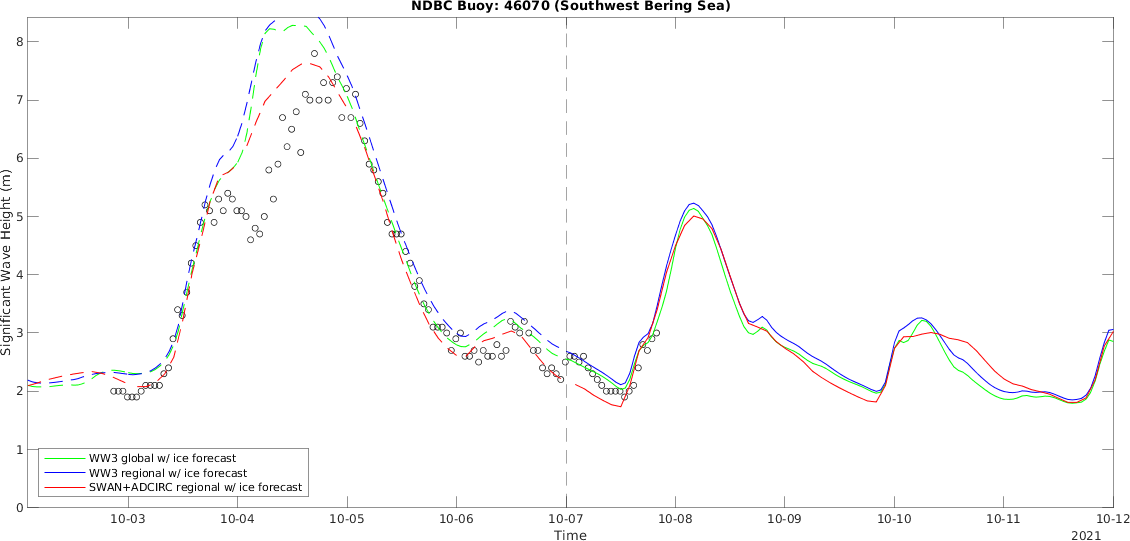 NDBC Buoy: 46070 (Southwest Bering Sea)
8
7
6
5
4
3
2
1
0
Significant Wave Height (m)
WW3 global w/ ice forecast
WW3 regional w/ ice forecast
SWAN+ADCIRC regional w/ ice forecast
10-03 10-04 10-05 10-06 10-07 10-08 10-09 10-10 10-11 10-12
Time
2021